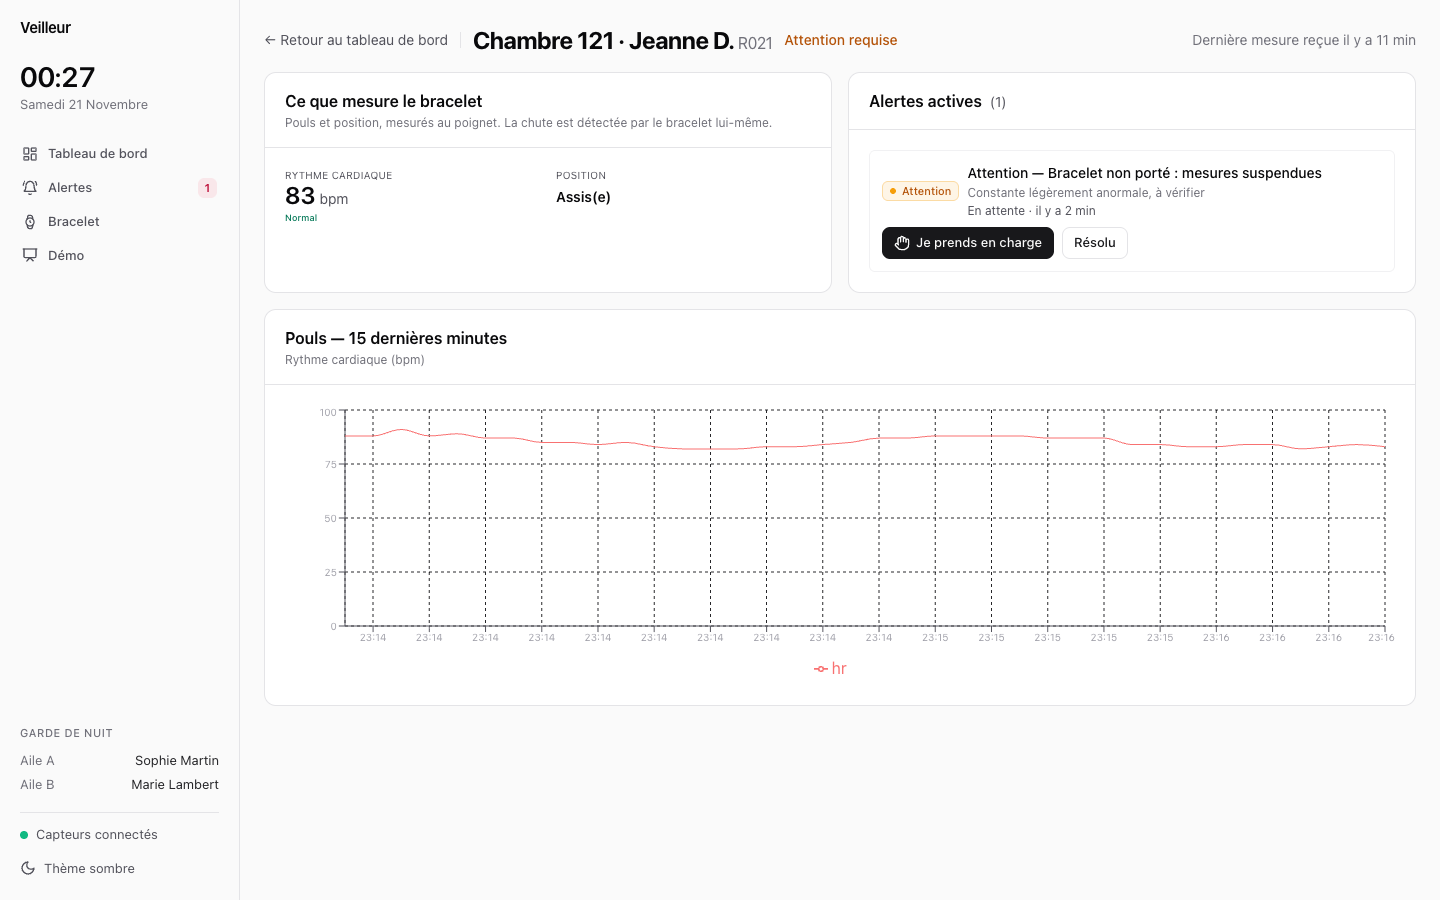 Veilleur
00:27
Samedi 21 Novembre
Tableau de bord
Alertes 1
Bracelet
Démo
GARDE DE NUIT
Aile A Sophie Martin
Aile B Marie Lambert
Capteurs connectés
Thème sombre
← Retour au tableau de bord
Chambre 121 · Jeanne D. R021 Attention requise
Dernière mesure reçue il y a 11 min
Ce que mesure le bracelet
Pouls et position, mesurés au poignet. La chute est détectée par le bracelet lui-même.
RYTHME CARDIAQUE
83 bpm
Normal
POSITION
Assis(e)
Alertes actives (1)
Attention
Attention — Bracelet non porté : mesures suspendues
Constante légèrement anormale, à vérifier
En attente · il y a 2 min
Je prends en charge
Résolu
Pouls — 15 dernières minutes
Rythme cardiaque (bpm)
100
75
50
25
0
23:14 23:14 23:14 23:14 23:14 23:14 23:14 23:14 23:14 23:14 23:15 23:15 23:15 23:15 23:15 23:16 23:16 23:16 23:16
hr